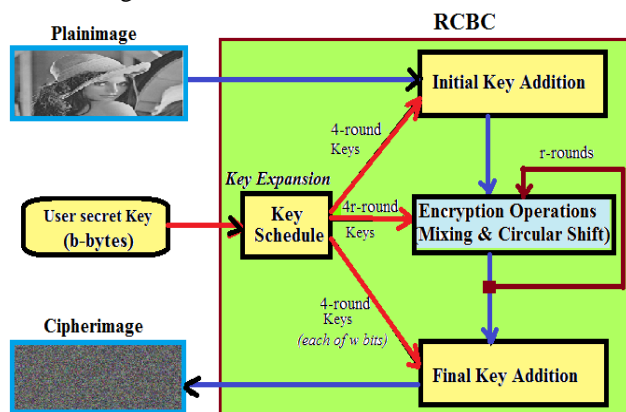 RCBC
Plainimage
Initial Key Addition
4-round
Keys
r-rounds
Key Expansion
User secret Key
(b-bytes)
Key
Schedule
4r-round
Keys
Encryption Operations
(Mixing & Circular Shift)
4-round
Keys
(each of w bits)
Cipherimage
Final Key Addition